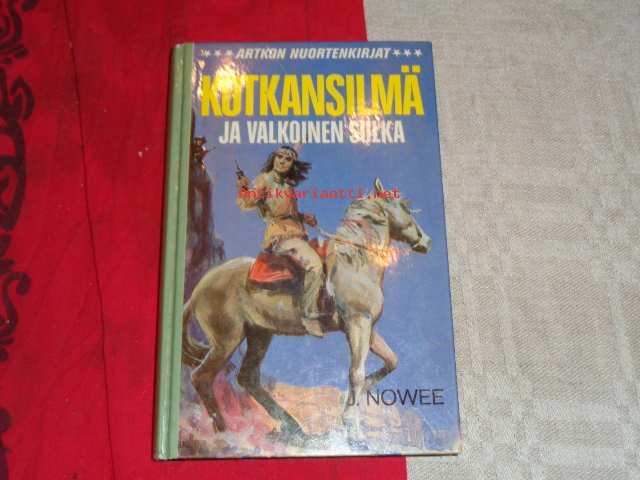 ★★★ ARTKON NUORTENKIRJAT ★★★
KOTKANSILMÄ
JA VALKOINEN SULKA
antikvariaatti.net
J. NOWEE